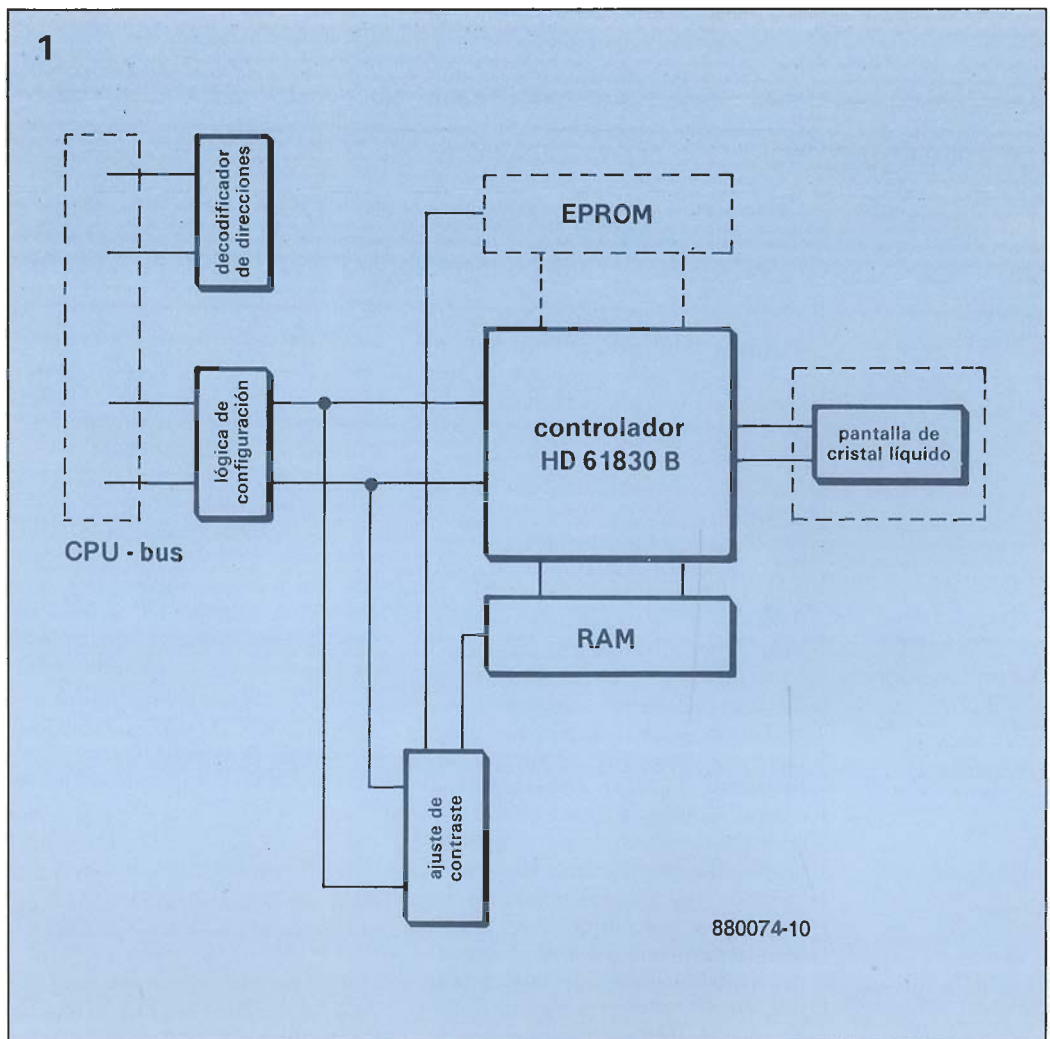 1
decodificador
de direcciones
EPROM
lógica de
configuración
controlador
HD 61830 B
pantalla de
cristal líquido
CPU - bus
RAM
ajuste de
contraste
880074-10